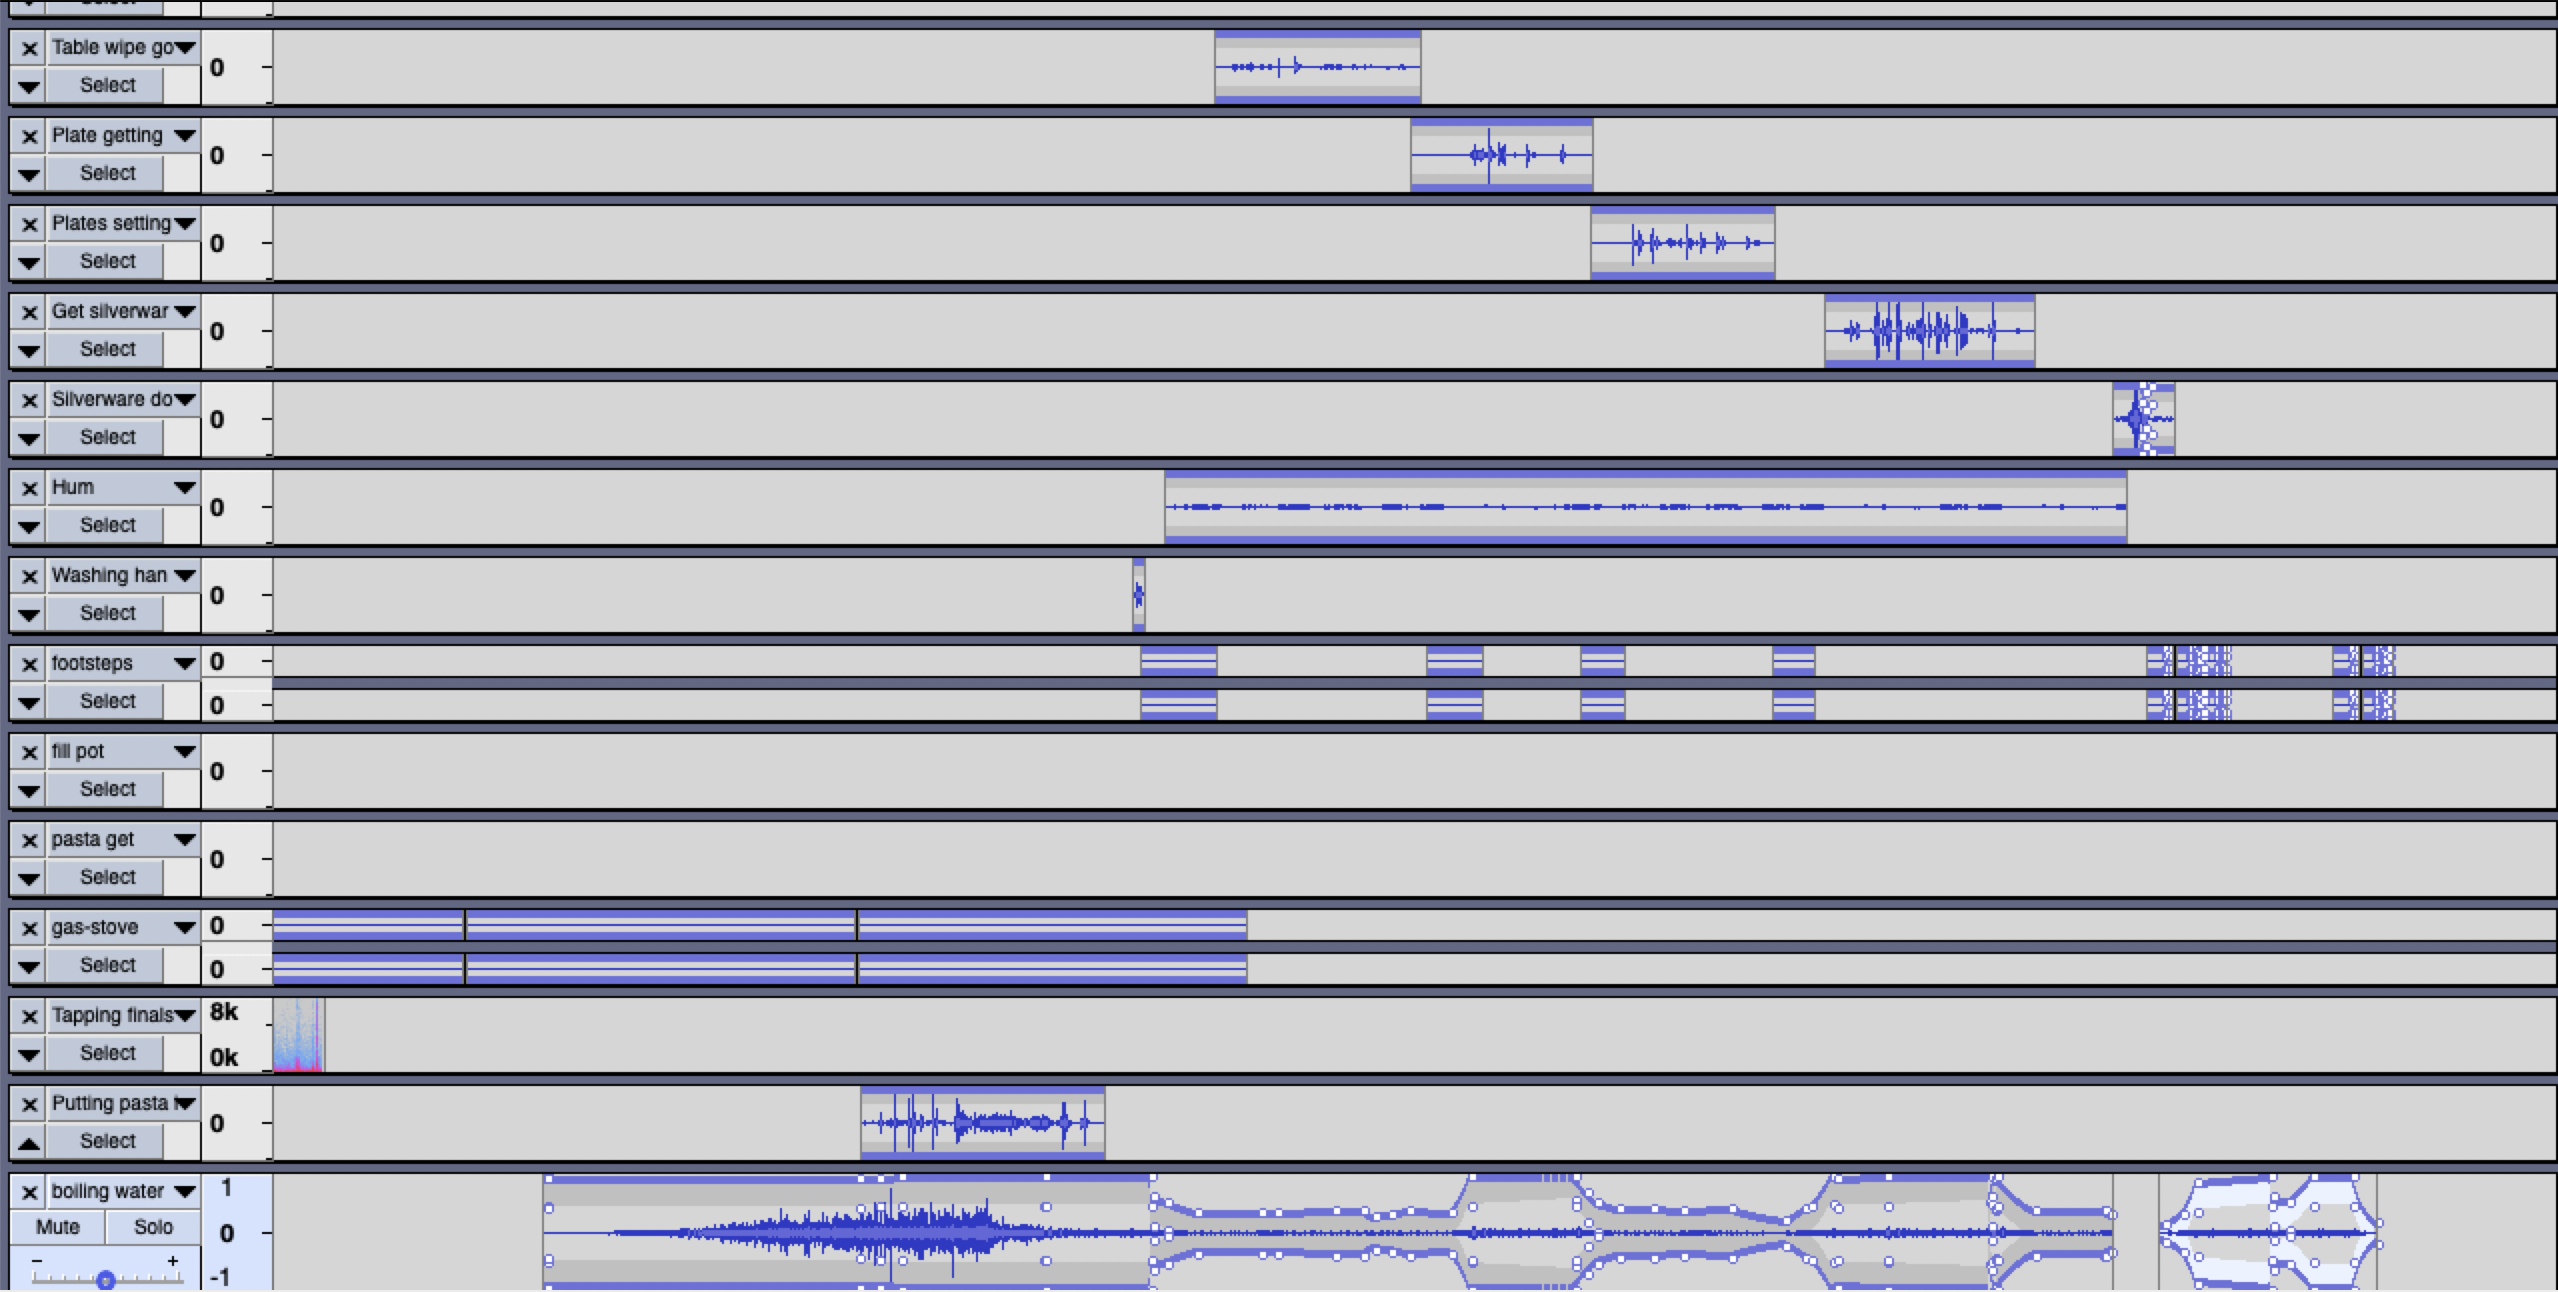 Select
Table wipe go
0
Select
Plate getting
0
Select
Plates setting
0
Select
Get silverwar
0
Select
Silverware do
0
Select
Hum
0
Select
Washing han
0
Select
footsteps
0
Select
0
fill pot
0
Select
pasta get
0
Select
gas-stove
0
Select
0
Tapping finals
8k
Select
0k
Putting pasta
0
Select
boiling water
1
Mute Solo
0
- +
-1